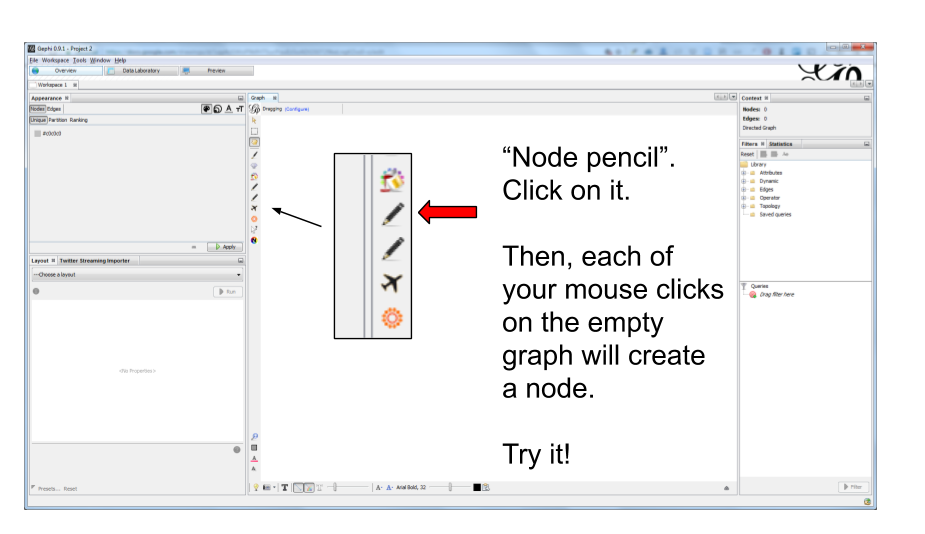 Gephi 0.9.1 - Project 2
File Workspace Tools Window Help
Overview Data Laboratory Preview
Workspace 1
Appearance
Nodes Edges
Unique Partition Ranking
#c0c0c0
Apply
Layout Twitter Streaming Importer
---Choose a layout
Run
<No Properties>
Presets... Reset
Graph
Dragging (Configure)
“Node pencil”.
Click on it.
Then, each of
your mouse clicks
on the empty
graph will create
a node.
Try it!
T A- A- Arial Bold, 32
Context
Nodes: 0
Edges: 0
Directed Graph
Filters Statistics
Reset
Library
Attributes
Dynamic
Edges
Operator
Topology
Saved queries
Queries
Drag filter here
Filter